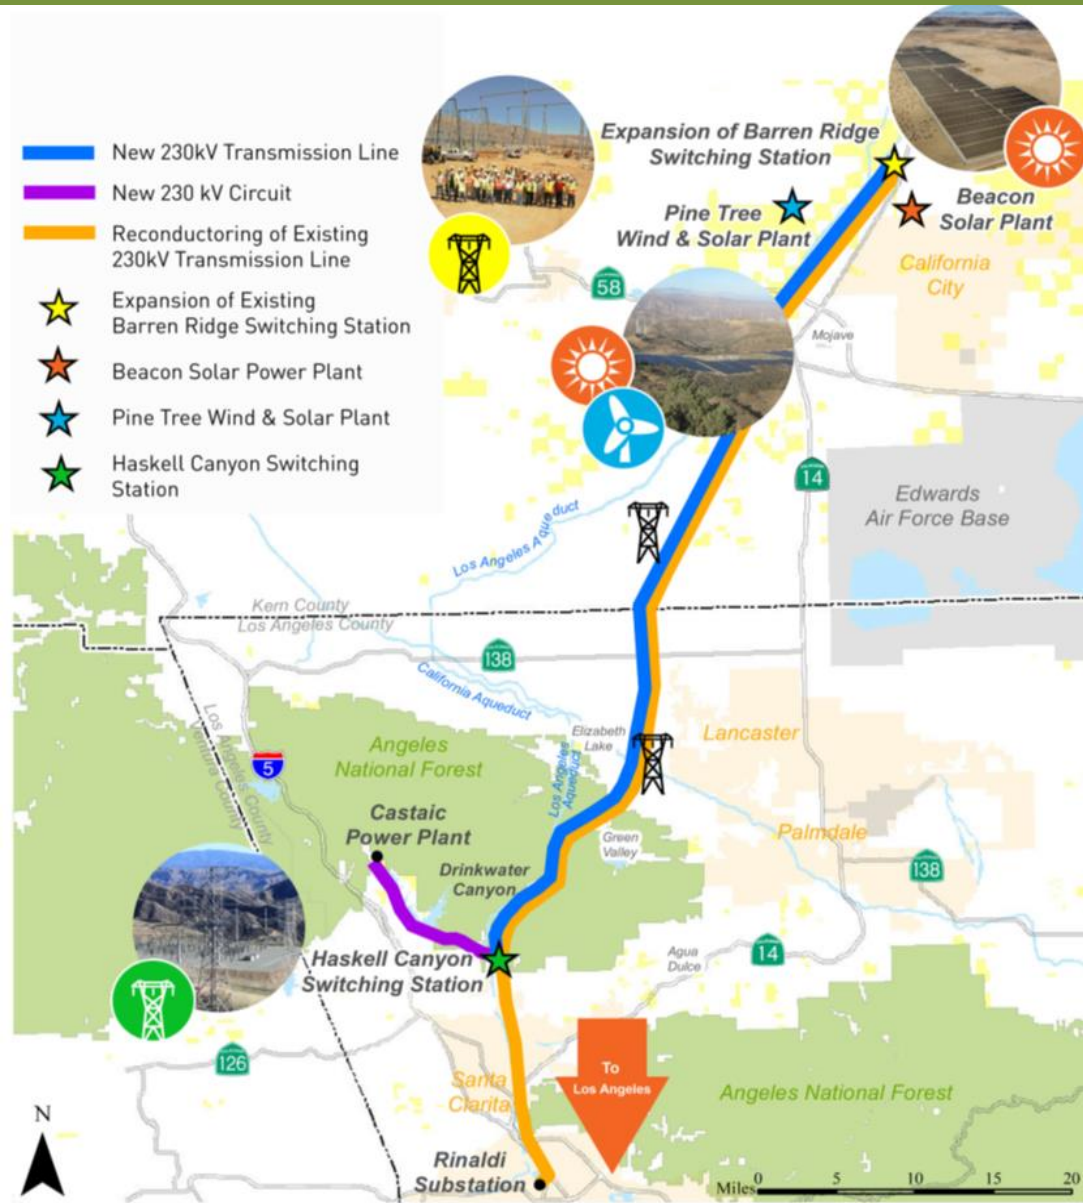 New 230kV Transmission Line
New 230 kV Circuit
Reconductoring of Existing
230kV Transmission Line
Expansion of Existing
Barren Ridge Switching Station
Beacon Solar Power Plant
Pine Tree Wind & Solar Plant
Haskell Canyon Switching
Station
Expansion of Barren Ridge
Switching Station
Pine Tree
Wind & Solar Plant
Beacon
Solar Plant
California
City
58
Mojave
14
Edwards
Air Force Base
Los Angeles Aqueduct
Kern County
Los Angeles County
138
California Aqueduct
Elizabeth
Lake
Lancaster
Los Angeles County
Ventura County
5
Angeles
National Forest
Los Angeles
Aqueduct
Castaic
Power Plant
Green
Valley
Palmdale
138
Drinkwater
Canyon
Haskell Canyon
Switching Station
Agua
Dulce
14
126
To
Los Angeles
Santa
Clarita
Angeles National Forest
N
Rinaldi
Substation
Miles
0 5 10 15 20